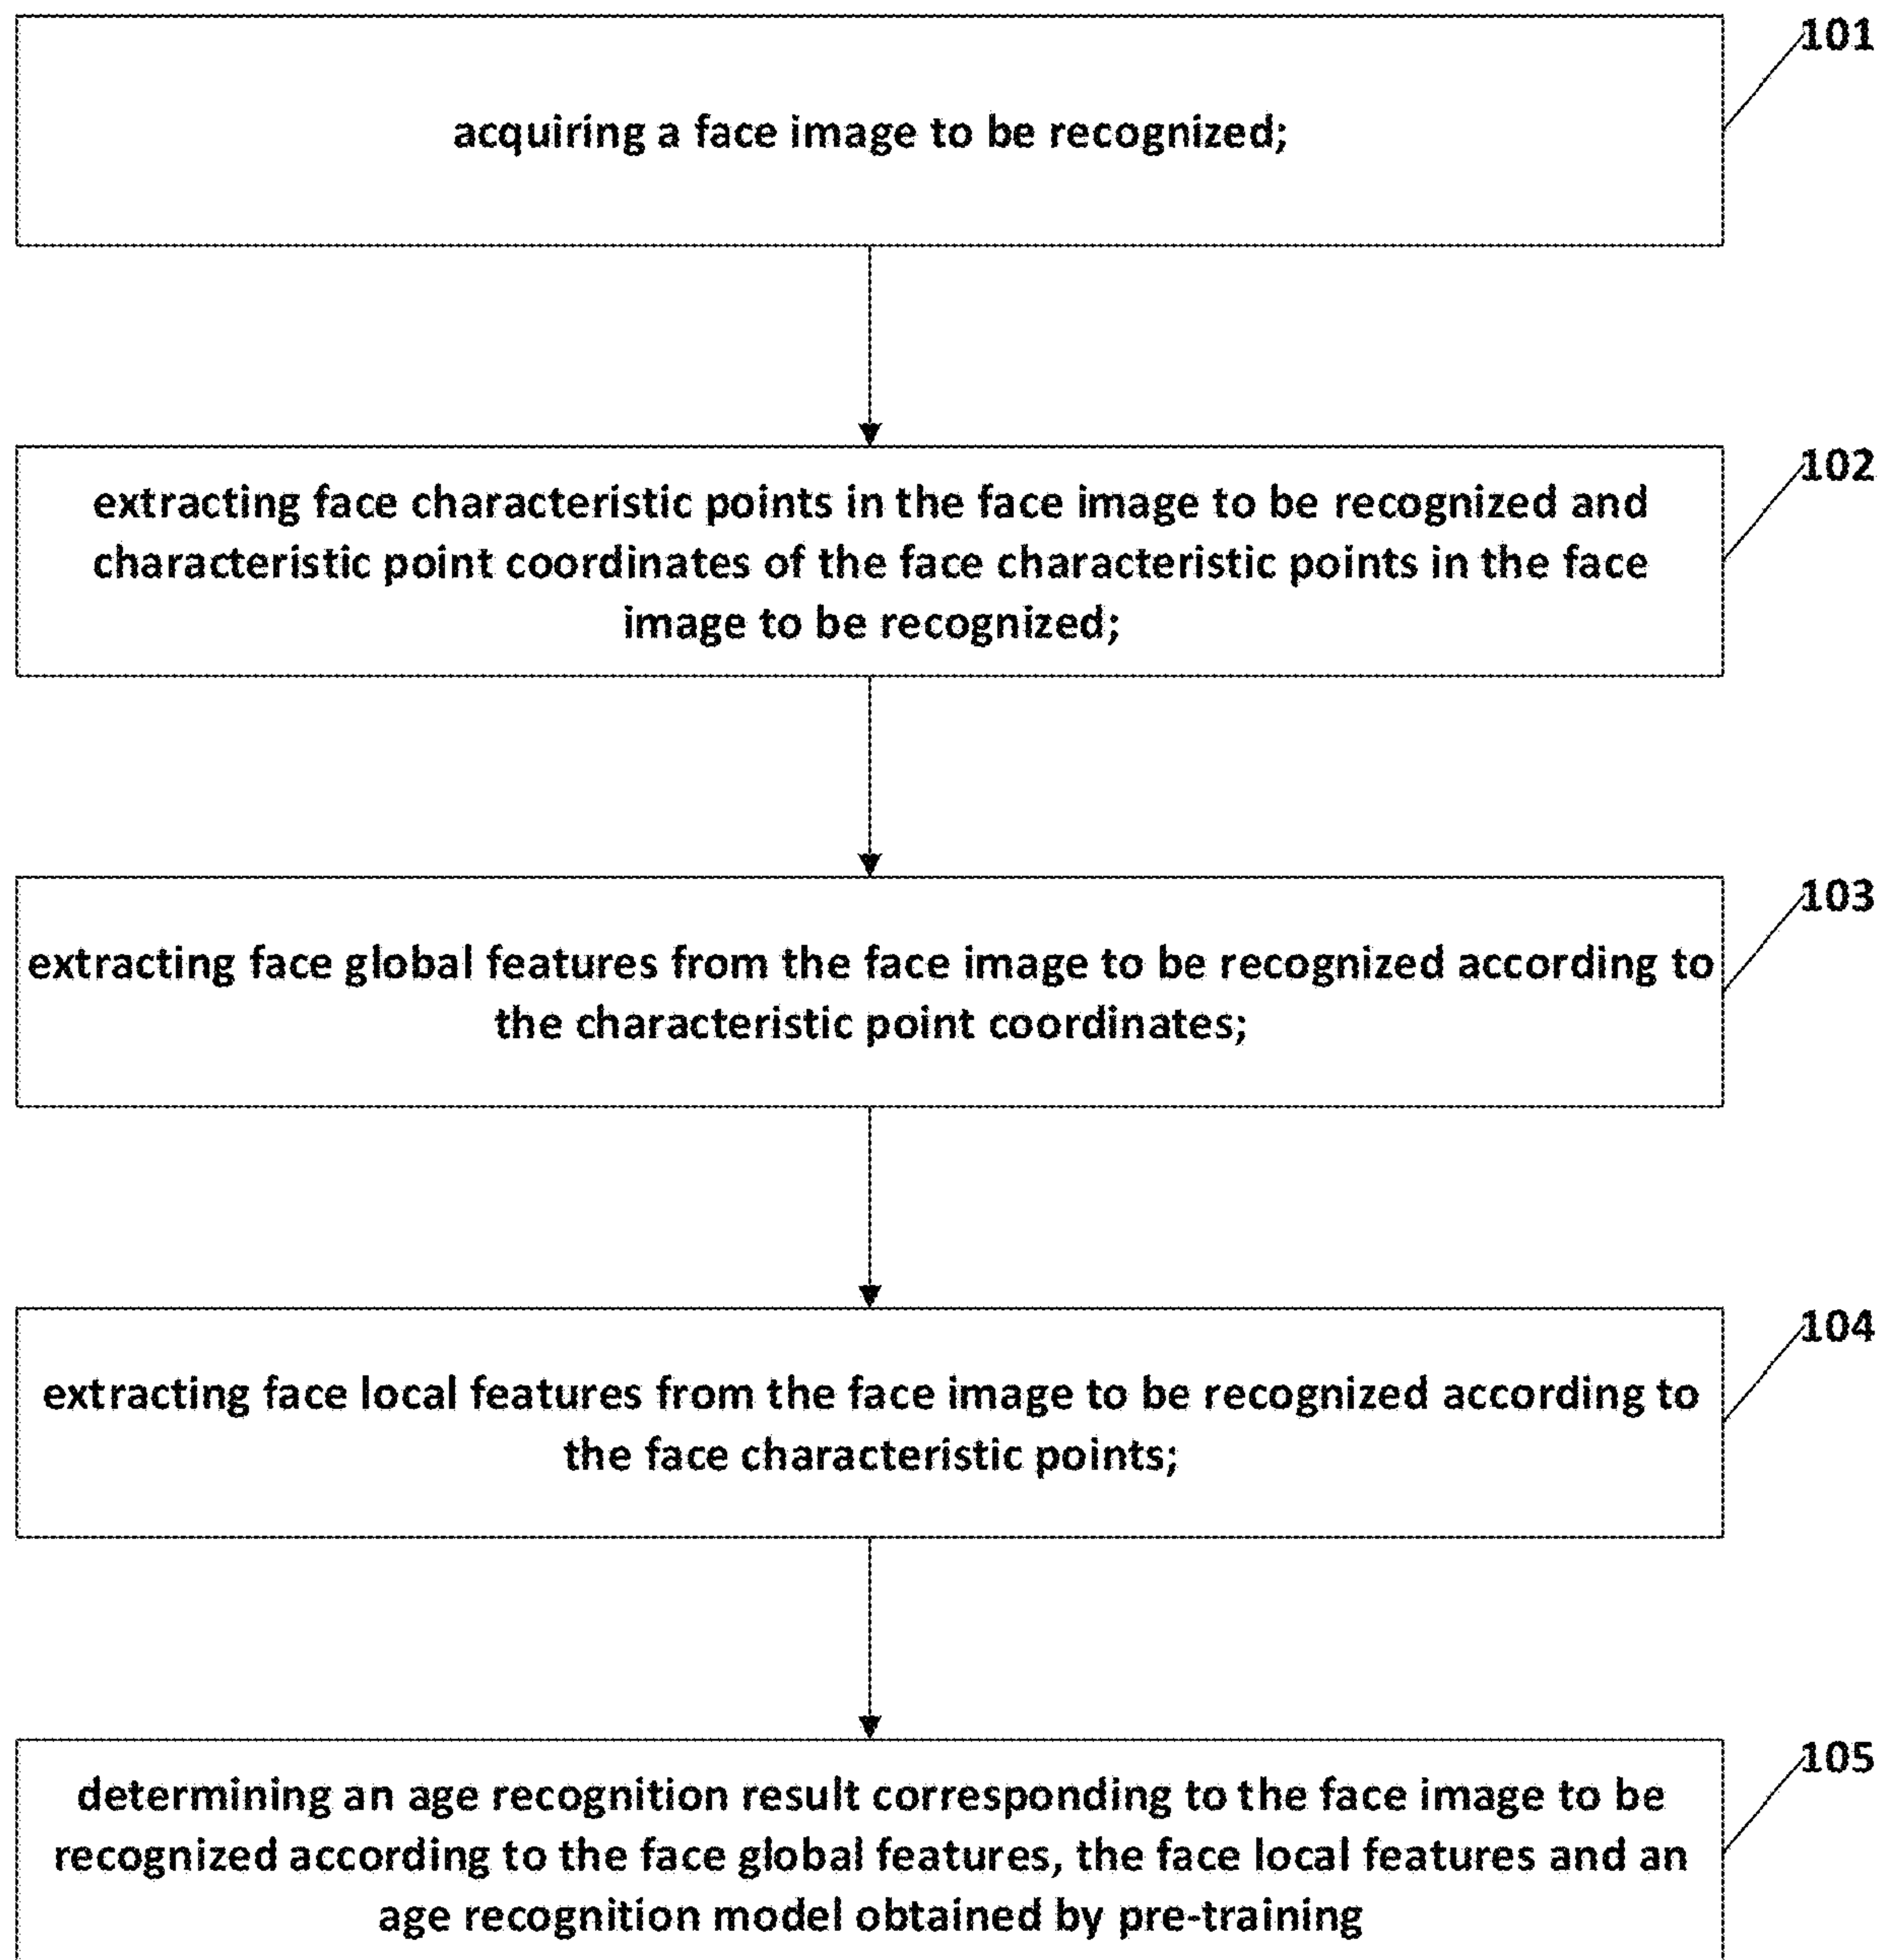 101
acquiring a face image to be recognized;
102
extracting face characteristic points in the face image to be recognized and
characteristic point coordinates of the face characteristic points in the face
image to be recognized;
103
extracting face global features from the face image to be recognized according to
the characteristic point coordinates;
104
extracting face local features from the face image to be recognized according to
the face characteristic points;
105
determining an age recognition result corresponding to the face image to be
recognized according to the face global features, the face local features and an
age recognition model obtained by pre-training